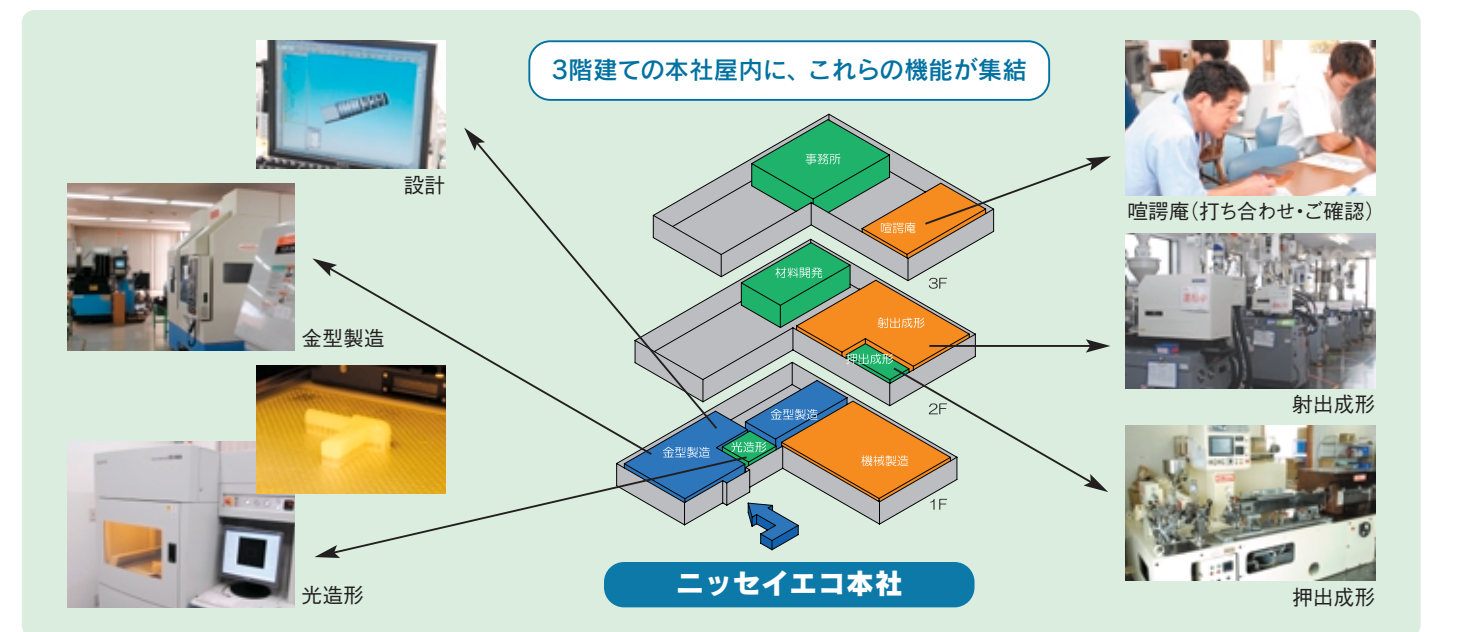 3階建ての本社屋内に、これらの機能が集結
設計
金型製造
光造形
事務所
喧諤庵
3F
材料開発
射出成形
押出成形
2F
金型製造
金型製造
光造形
機械製造
1F
ニッセイエコ本社
喧諤庵(打ち合わせ・ご確認)
射出成形
押出成形